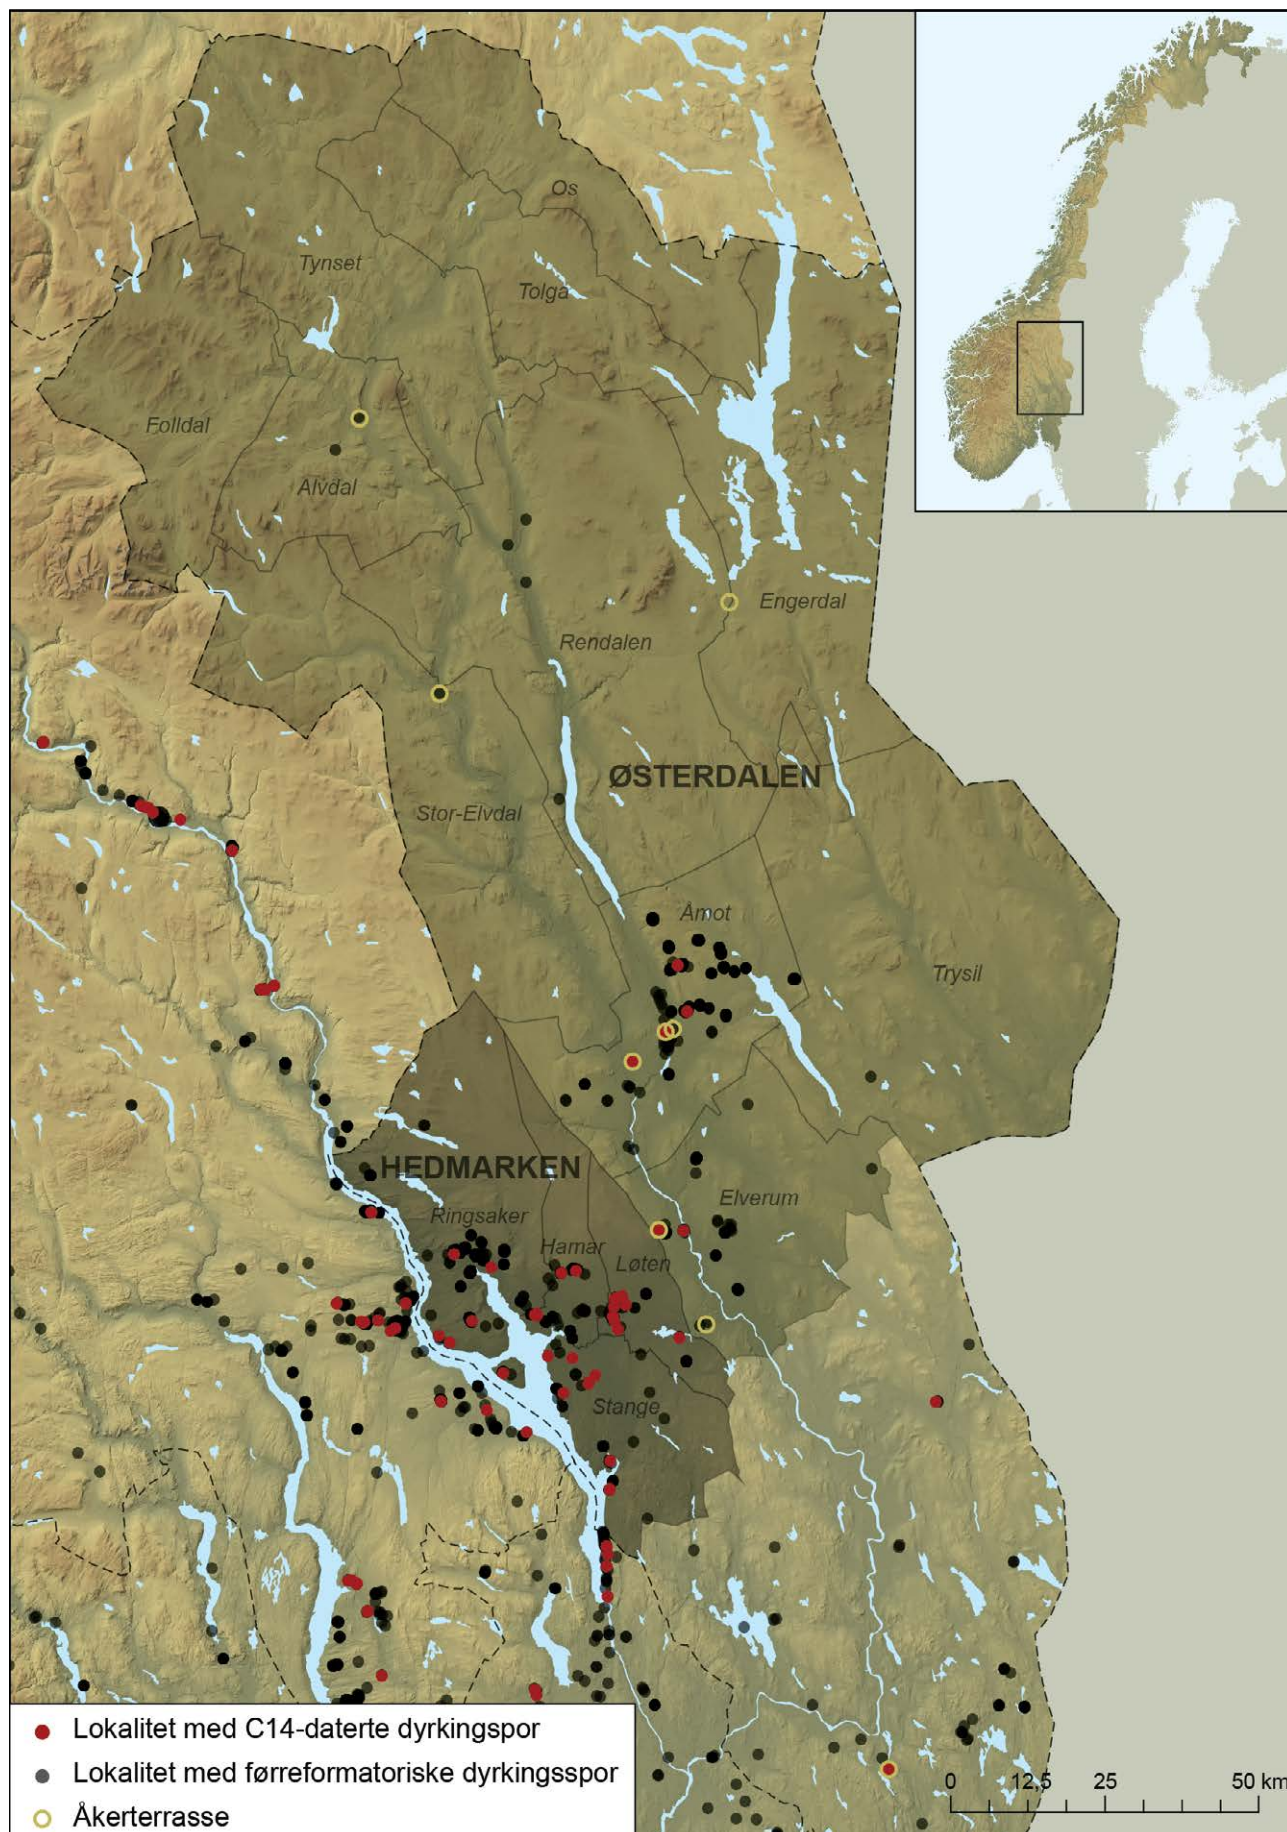 Os
Tynset
Tolga
Folldal
Alvdal
Engerdal
Rendalen
ØSTERDALEN
Stor-Elvdal
Åmot
Trysil
HEDMARKEN
Ringsaker
Elverum
Hamar
Løten
Stange
Lokalitet med C14-daterte dyrkingspor
Lokalitet med førreformatoriske dyrkingsspor
Åkerterrasse
0 12,5 25 50 km